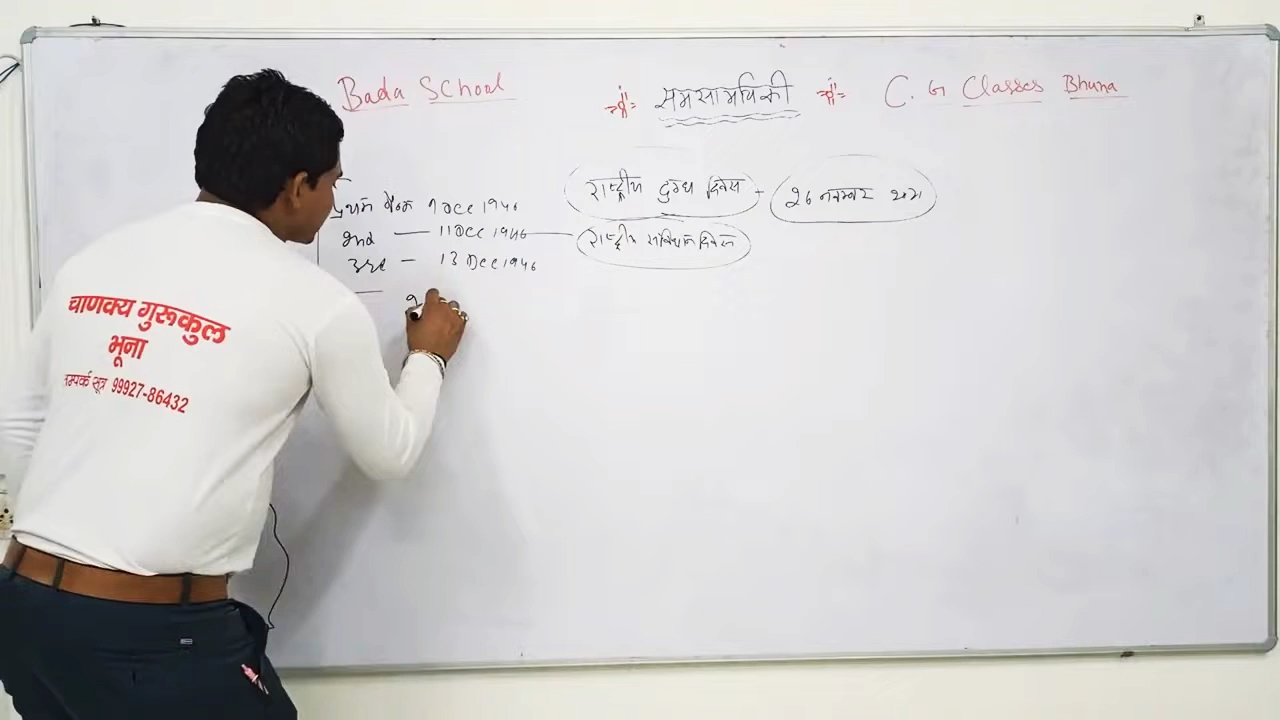 Bada School
समसामयिकी
C. G Classes Bhuna
प्रथम बैठक 9 Dec 1946
2nd — 11 Dec 1946
3rd — 13 Dec 1946
9
राष्ट्रीय दुग्ध दिवस - 26 नवम्बर 2021
राष्ट्रीय संविधान दिवस
चाणक्य गुरूकुल
भूना
सम्पर्क सूत्र 99927-86432